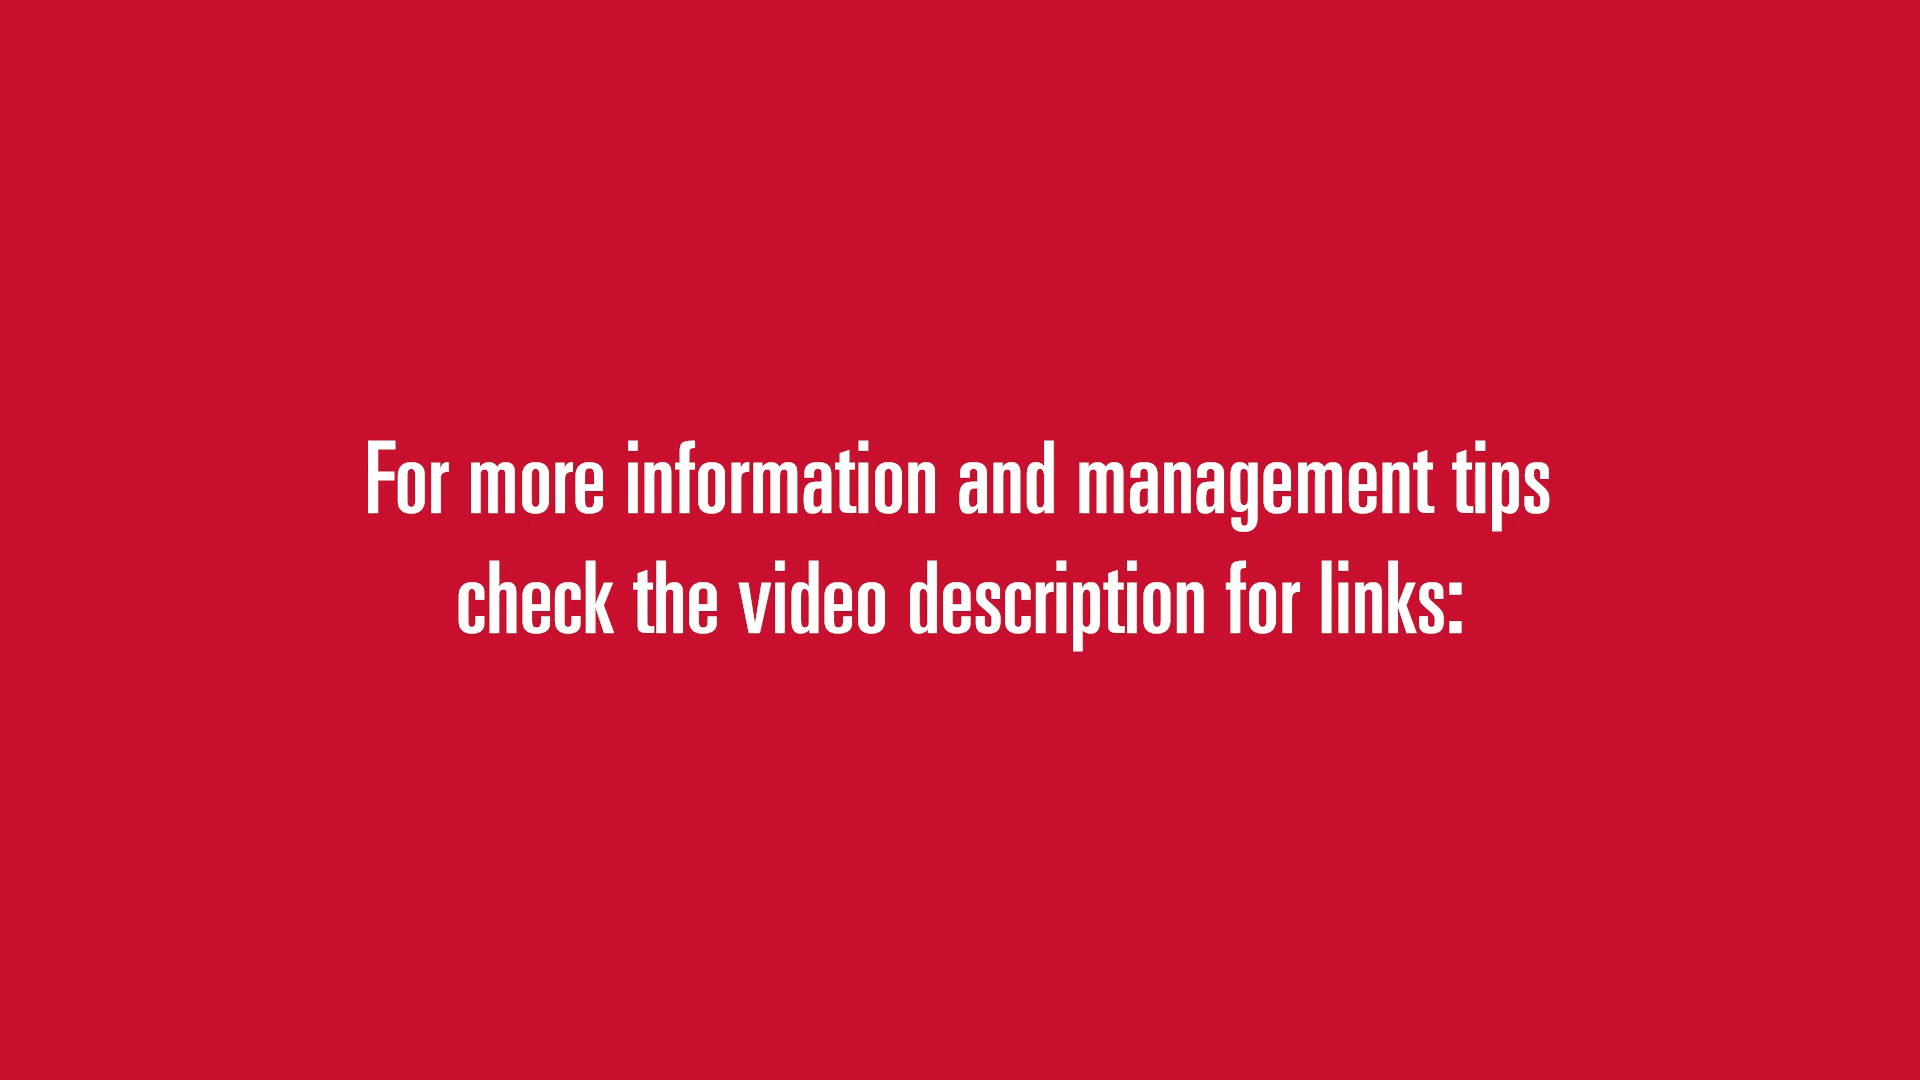 For more information and management tips
check the video description for links: